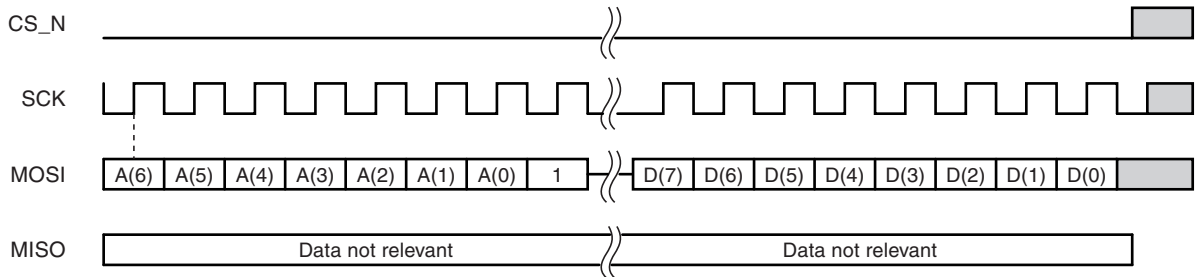 CS_N
SCK
MOSI A(6) A(5) A(4) A(3) A(2) A(1) A(0) 1 D(7) D(6) D(5) D(4) D(3) D(2) D(1) D(0)
MISO Data not relevant Data not relevant